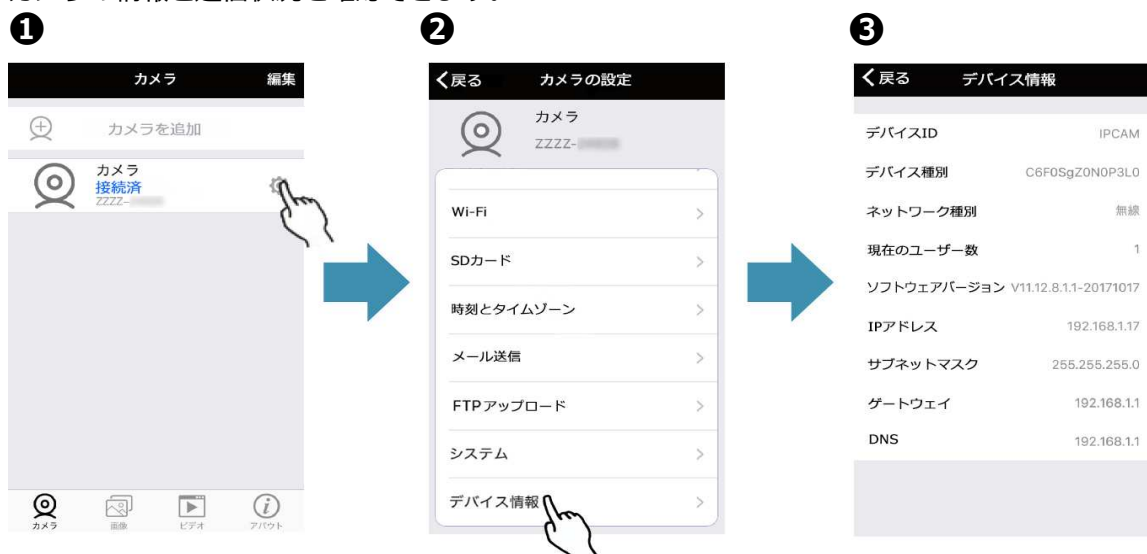 ❶
❷
❸
カメラ
編集
カメラを追加
カメラ
接続済
ZZZZ-
カメラ
画像
ビデオ
アバウト
戻る
カメラの設定
カメラ
ZZZZ-
Wi-Fi
SDカード
時刻とタイムゾーン
メール送信
FTPアップロード
システム
デバイス情報
戻る
デバイス情報
デバイスID IPCAM
デバイス種別 C6F0SgZ0N0P3L0
ネットワーク種別 無線
現在のユーザー数 1
ソフトウェアバージョン V11.12.8.1.1-20171017
IPアドレス 192.168.1.17
サブネットマスク 255.255.255.0
ゲートウェイ 192.168.1.1
DNS 192.168.1.1